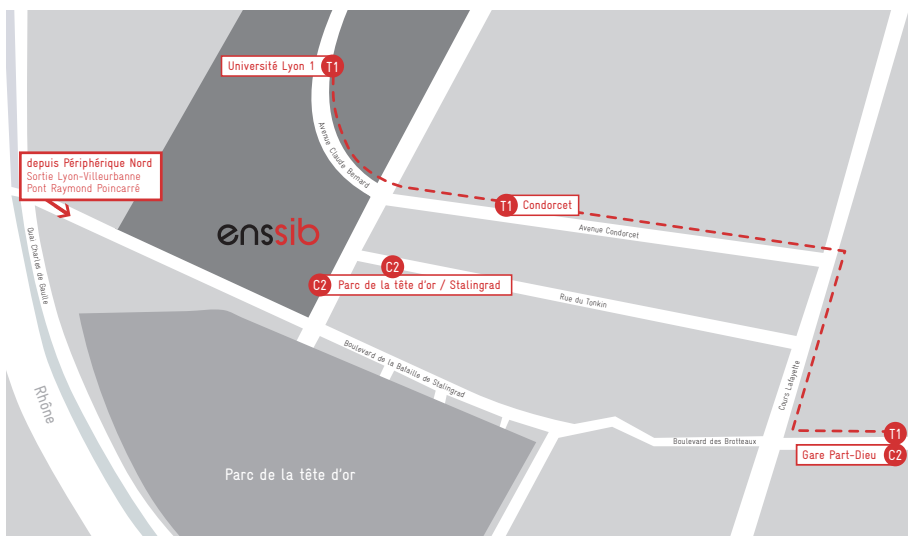 Université Lyon 1 T1
Avenue Claude Bernard
depuis Périphérique Nord
Sortie Lyon-Villeurbanne
Pont Raymond Poincarré
T1 Condorcet
Avenue Condorcet
enssib
Quai Charles de Gaulle
C2
C2 Parc de la tête d'or / Stalingrad
Rue du Tonkin
Boulevard de la Bataille de Stalingrad
Cours Lafayette
Rhône
Boulevard des Brotteaux
T1
Gare Part-Dieu C2
Parc de la tête d'or